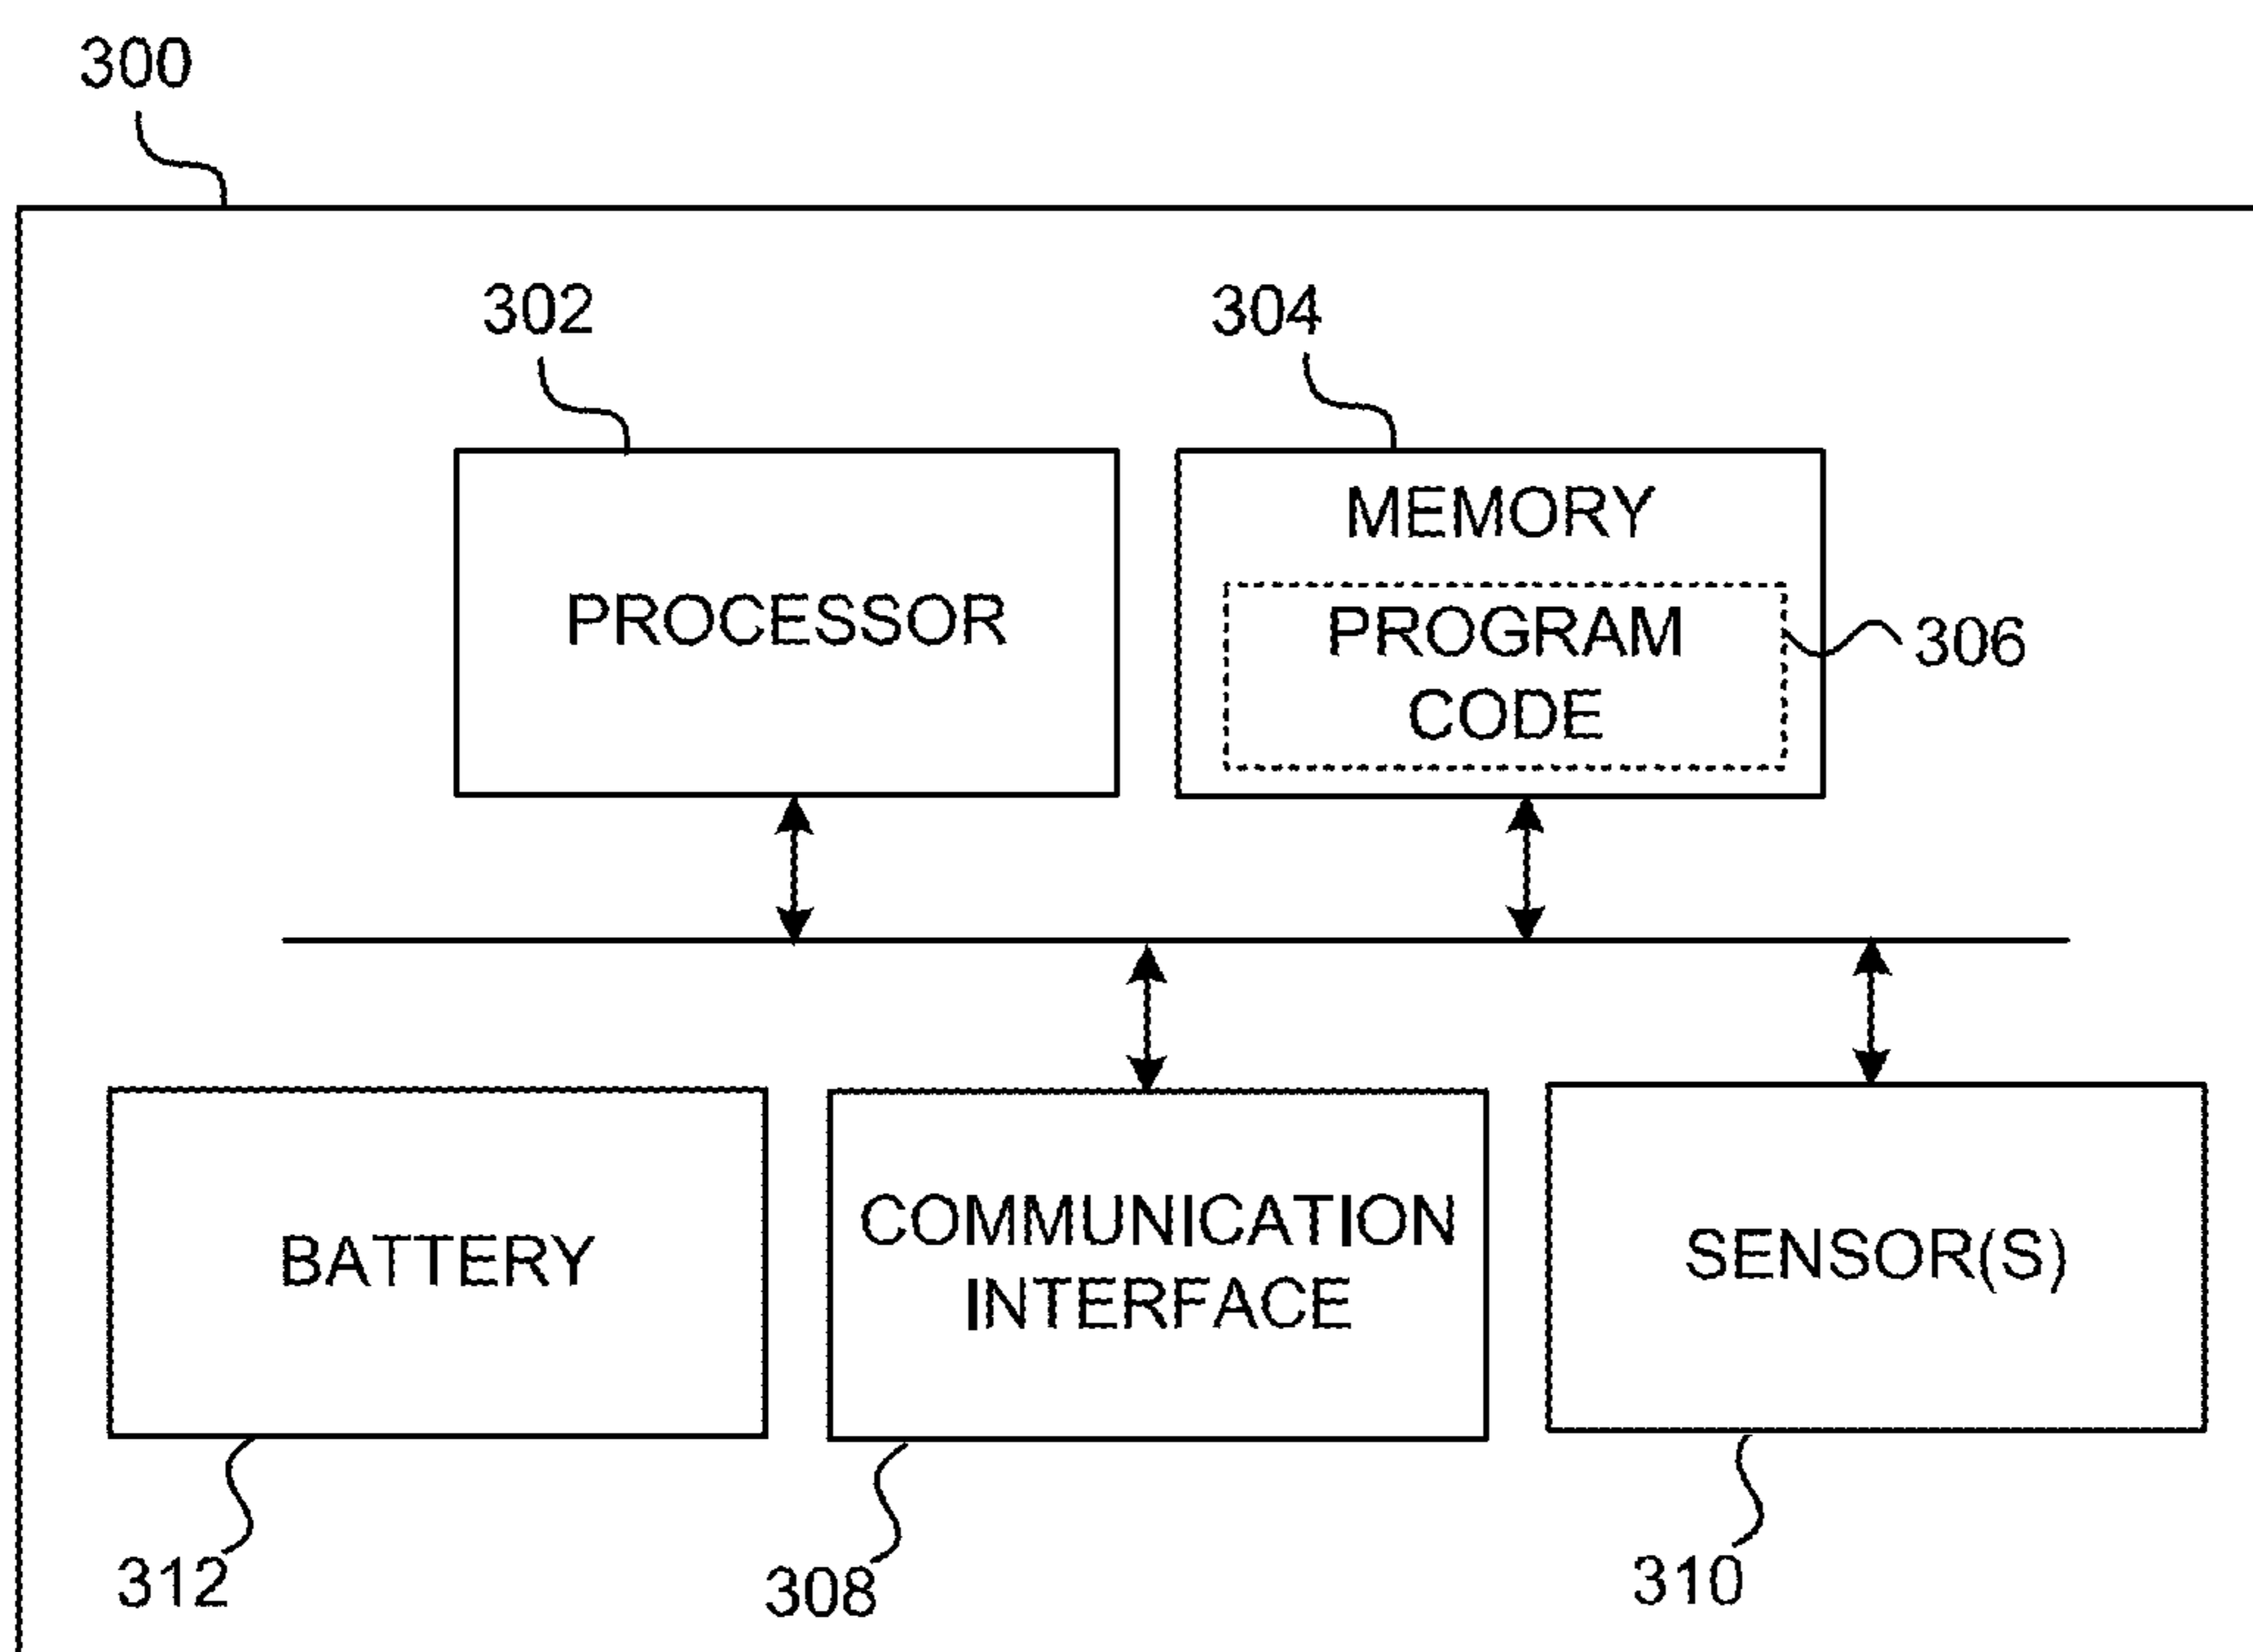 300
302
304
PROCESSOR
MEMORY
PROGRAM
CODE
306
BATTERY
COMMUNICATION
INTERFACE
SENSOR(S)
312
308
310